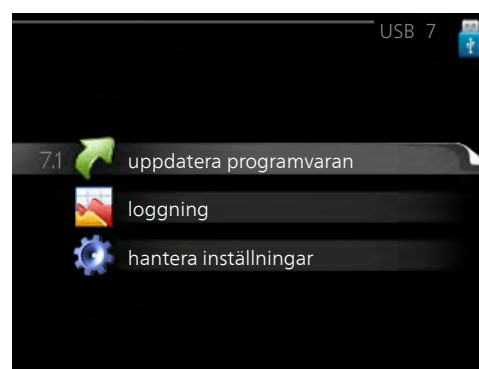 USB 7
7.1 uppdatera programvaran
loggning
hantera inställningar